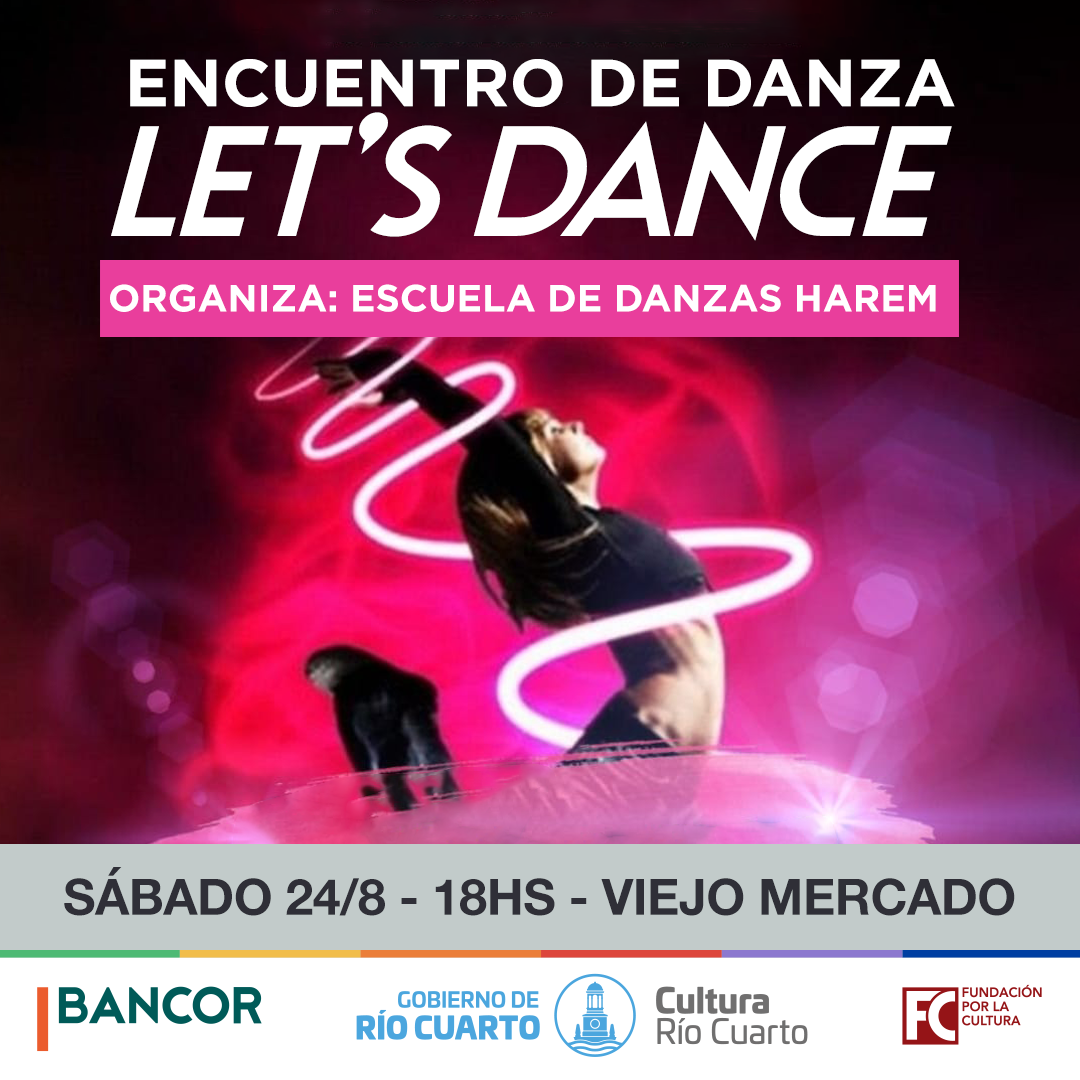 ENCUENTRO DE DANZA
LET'S DANCE
ORGANIZA: ESCUELA DE DANZAS HAREM
SÁBADO 24/8 - 18HS - VIEJO MERCADO
BANCOR
GOBIERNO DE
RÍO CUARTO
Cultura
Río Cuarto
FC
FUNDACIÓN
POR LA
CULTURA